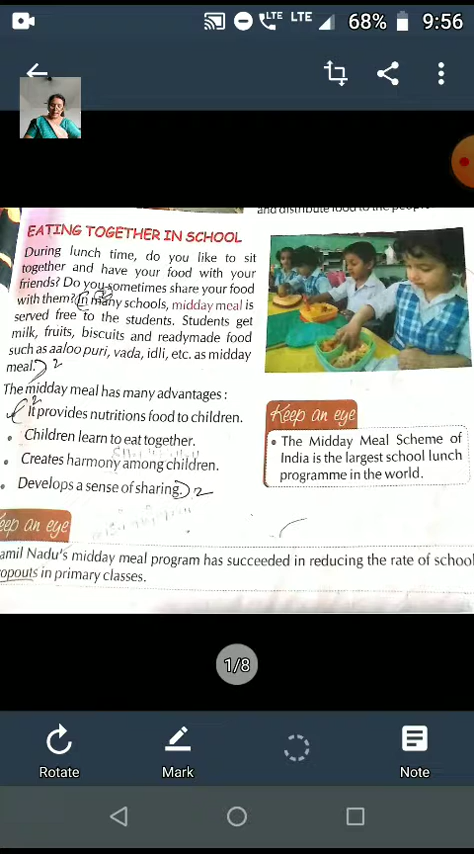 LTE LTE 68% 9:56
and distribute food to the people
EATING TOGETHER IN SCHOOL
During lunch time, do you like to sit
together and have your food with your
friends? Do you sometimes share your food
with them? In many schools, midday meal is
served free to the students. Students get
milk, fruits, biscuits and readymade food
such as aaloo puri, vada, idli, etc. as midday
meal. 2
The midday meal has many advantages :
2
It provides nutritions food to children.
• Children learn to eat together.
• Creates harmony among children.
• Develops a sense of sharing. 2
Keep an eye
• The Midday Meal Scheme of
India is the largest school lunch
programme in the world.
eep an eye
amil Nadu's midday meal program has succeeded in reducing the rate of school
opouts in primary classes.
1/8
Rotate
Mark
Note